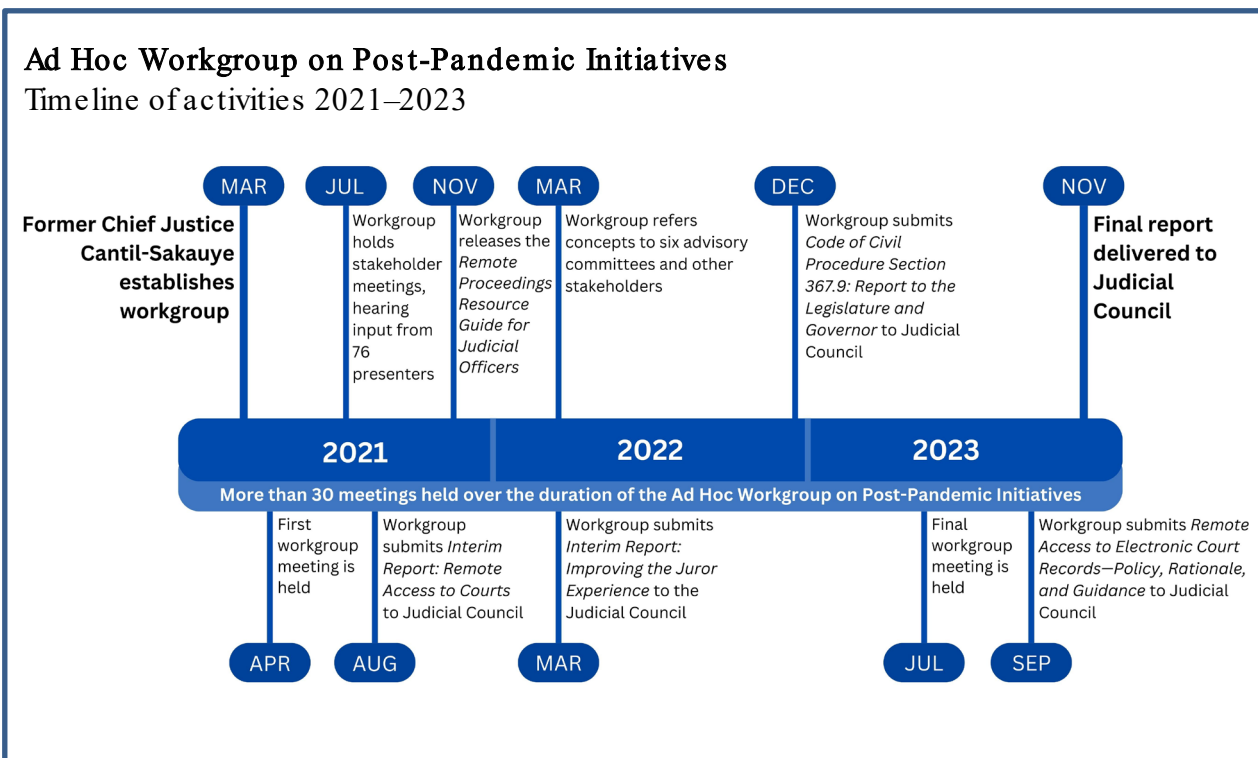 Ad Hoc Workgroup on Post-Pandemic Initiatives
Timeline of activities 2021–2023
MAR
Former Chief Justice
Cantil-Sakauye
establishes
workgroup
JUL
Workgroup
holds
stakeholder
meetings,
hearing
input from
76
presenters
NOV
Workgroup
releases the
Remote
Proceedings
Resource
Guide for
Judicial
Officers
MAR
Workgroup refers
concepts to six advisory
committees and other
stakeholders
DEC
Workgroup submits
Code of Civil
Procedure Section
367.9: Report to the
Legislature and
Governor to Judicial
Council
NOV
Final report
delivered to
Judicial
Council
2021
2022
2023
More than 30 meetings held over the duration of the Ad Hoc Workgroup on Post-Pandemic Initiatives
First
workgroup
meeting is
held
APR
Workgroup
submits Interim
Report: Remote
Access to Courts
to Judicial Council
AUG
Workgroup submits
Interim Report:
Improving the Juror
Experience to the
Judicial Council
MAR
Final
workgroup
meeting is
held
JUL
Workgroup submits Remote
Access to Electronic Court
Records—Policy, Rationale,
and Guidance to Judicial
Council
SEP